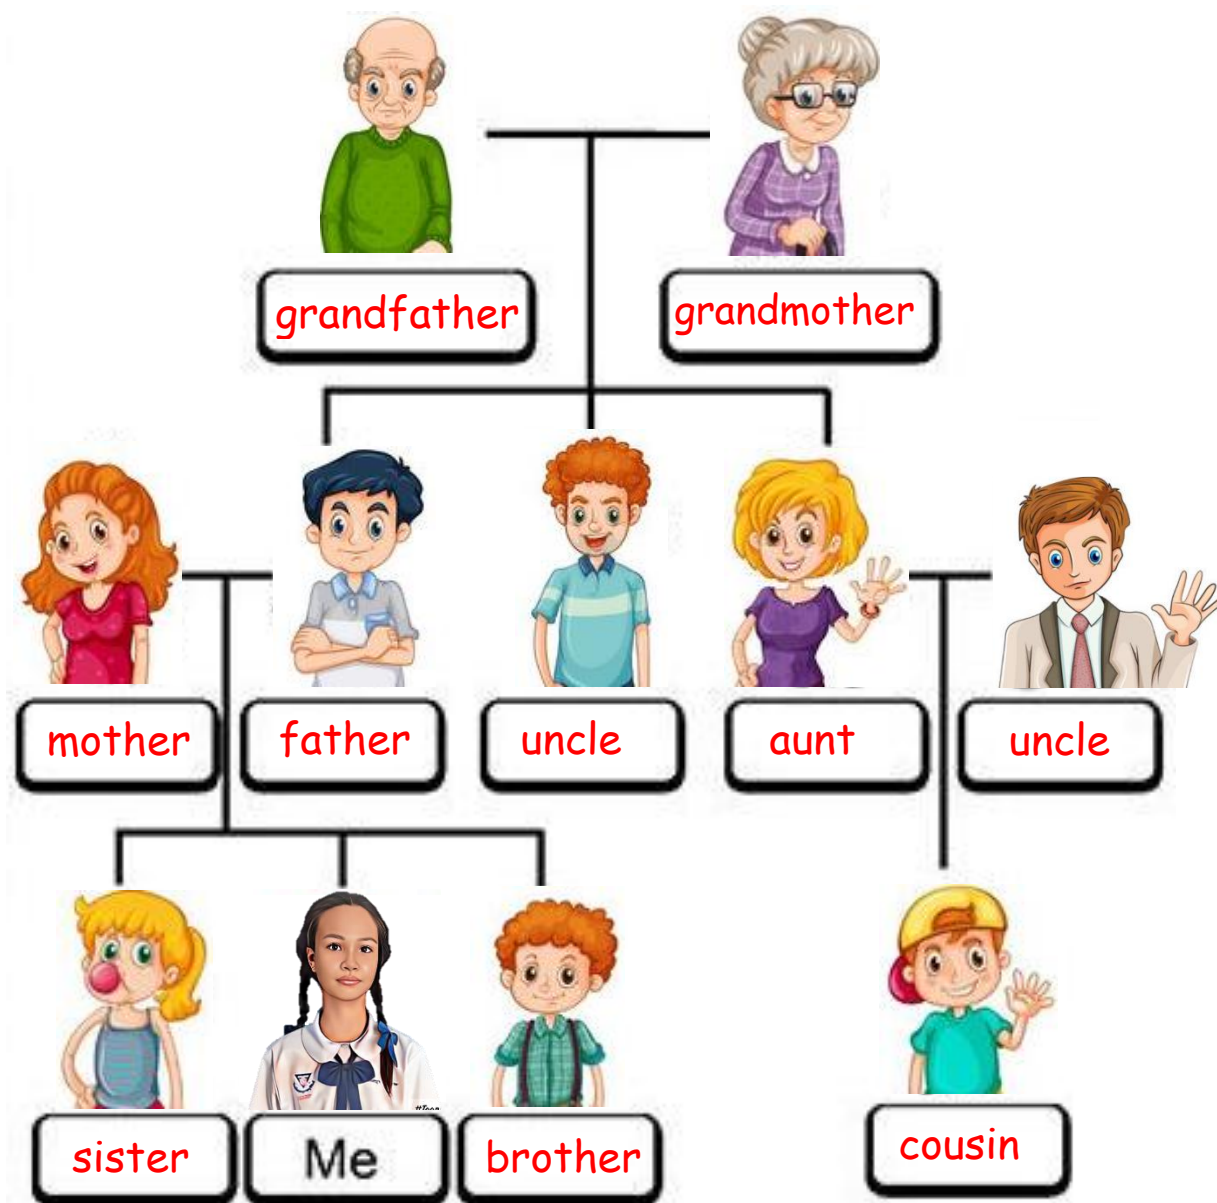 grandfather
grandmother
mother
father
uncle
aunt
uncle
sister
Me
brother
cousin